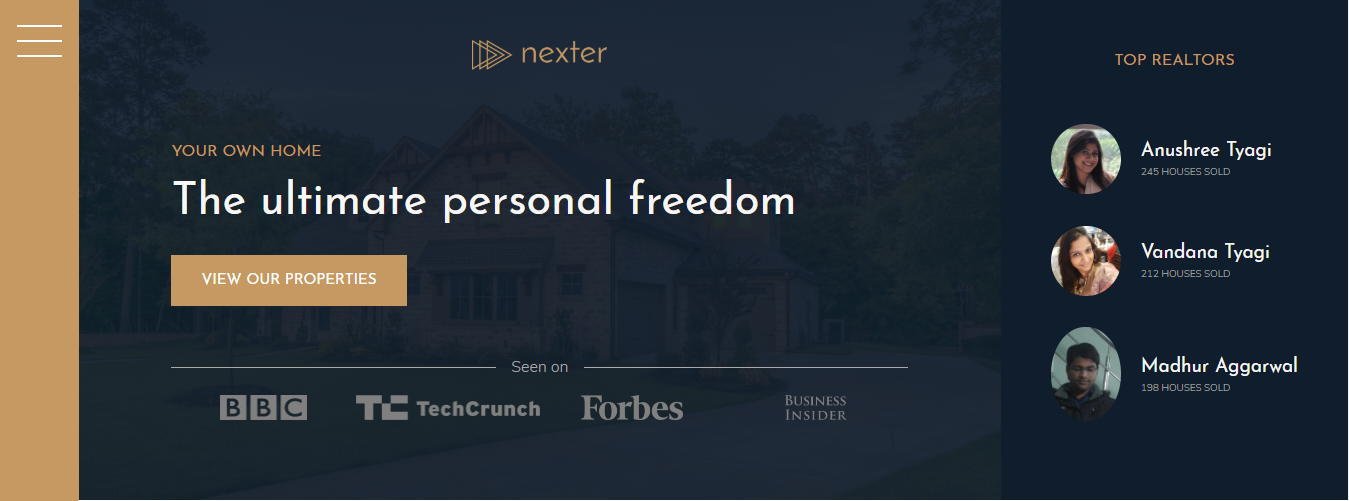 nexter
YOUR OWN HOME
The ultimate personal freedom
VIEW OUR PROPERTIES
Seen on
BBC
TC TechCrunch
Forbes
BUSINESS
INSIDER
TOP REALTORS
Anushree Tyagi
245 HOUSES SOLD
Vandana Tyagi
212 HOUSES SOLD
Madhur Aggarwal
198 HOUSES SOLD